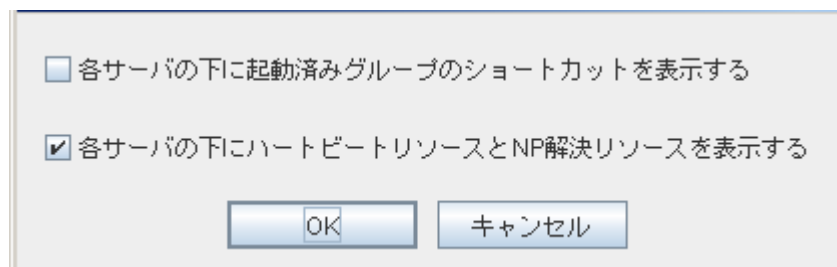 各サーバの下に起動済みグループのショートカットを表示する
各サーバの下にハートビートリソースとNP解決リソースを表示する
OK
キャンセル